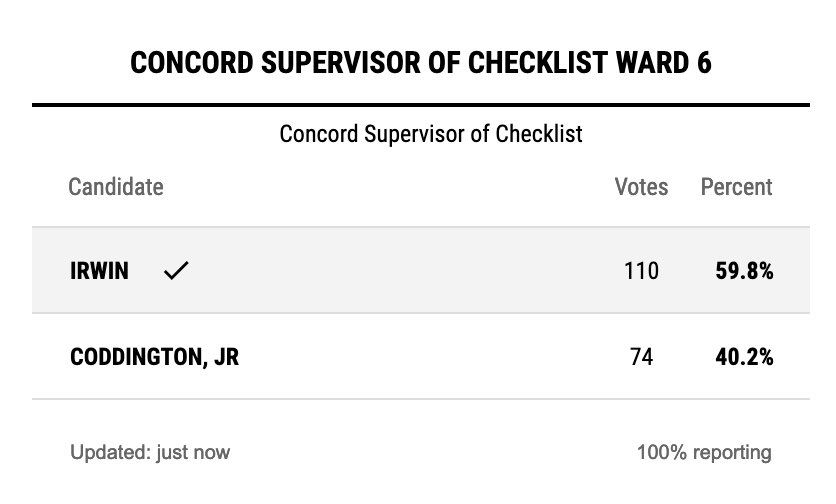 CONCORD SUPERVISOR OF CHECKLIST WARD 6
Concord Supervisor of Checklist
Candidate Votes Percent
IRWIN ✓ 110 59.8%
CODDINGTON, JR 74 40.2%
Updated: just now 100% reporting